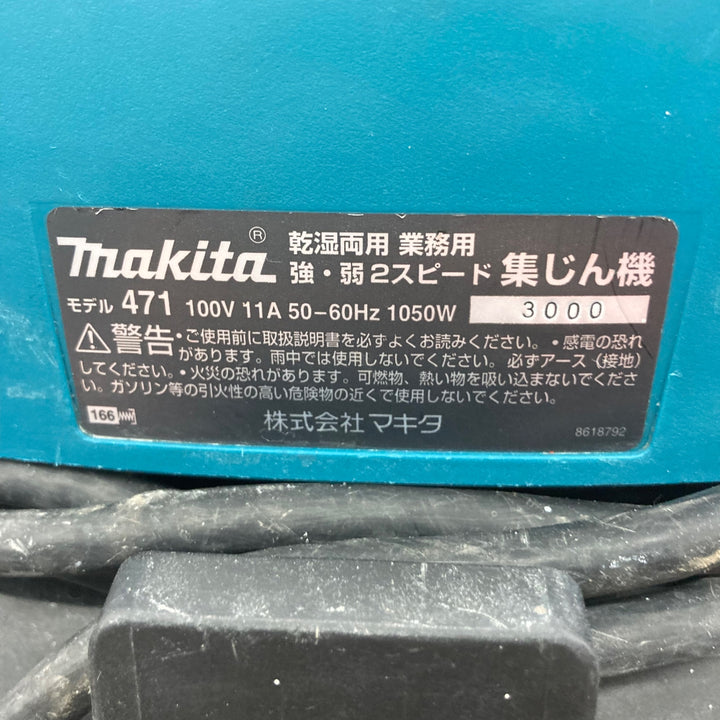 makita® 乾湿両用 業務用
強・弱2スピード 集じん機
モデル 471 100V 11A 50-60Hz 1050W 3000
警告 ・ご使用前に取扱説明書を必ずよくお読みください。・感電の恐れ
があります。雨中では使用しないでください。必ずアース(接地)
してください。・火災の恐れがあります。可燃物、熱い物を吸い込まないでくださ
い。ガソリン等の引火性の高い危険物の近くで使用しないでください。
166 株式会社マキタ 8618792